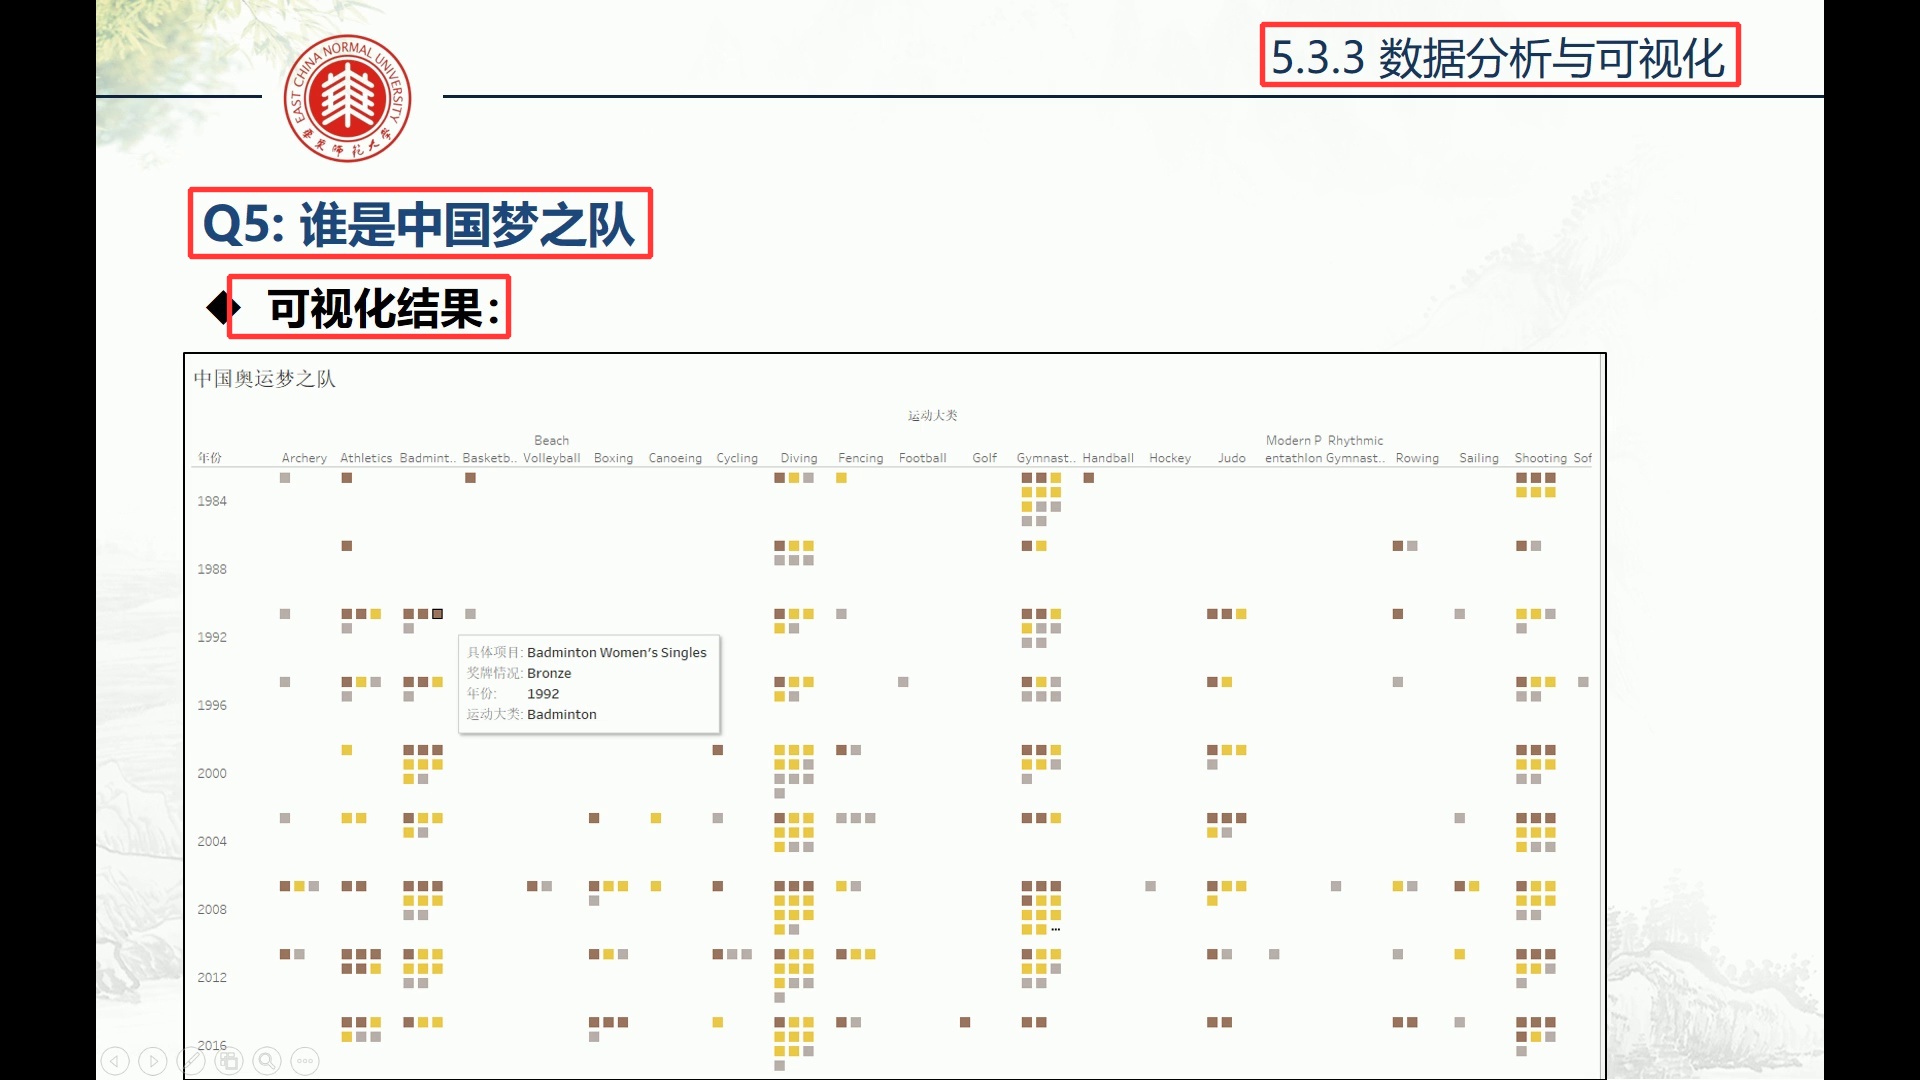 EAST CHINA NORMAL UNIVERSITY
华东师范大学
5.3.3 数据分析与可视化
Q5: 谁是中国梦之队
可视化结果:
中国奥运梦之队
运动大类
Beach Modern P Rhythmic
年份 Archery Athletics Badmint.. Basketb.. Volleyball Boxing Canoeing Cycling Diving Fencing Football Golf Gymnast.. Handball Hockey Judo entathlon Gymnast.. Rowing Sailing Shooting Sof
1984
1988
1992
具体项目: Badminton Women's Singles
奖牌情况: Bronze
年份: 1992
运动大类: Badminton
1996
2000
2004
2008
...
2012
2016